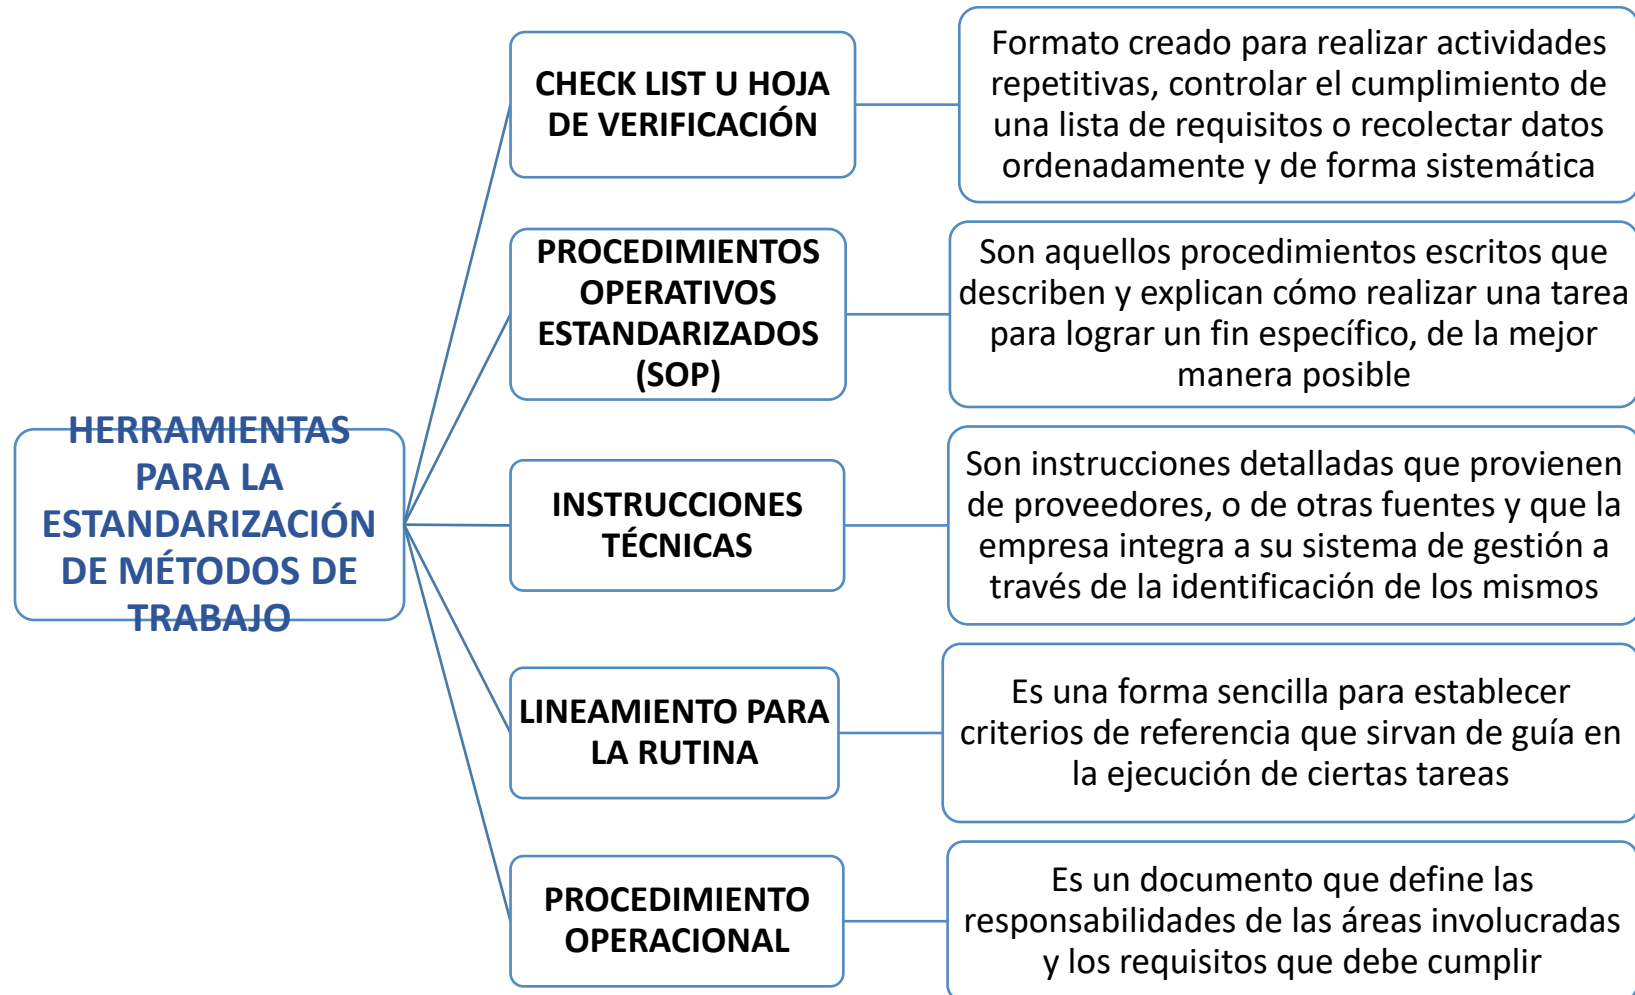 CHECK LIST U HOJA
DE VERIFICACIÓN
Formato creado para realizar actividades
repetitivas, controlar el cumplimiento de
una lista de requisitos o recolectar datos
ordenadamente y de forma sistemática
PROCEDIMIENTOS
OPERATIVOS
ESTANDARIZADOS
(SOP)
Son aquellos procedimientos escritos que
describen y explican cómo realizar una tarea
para lograr un fin específico, de la mejor
manera posible
HERRAMIENTAS
PARA LA
ESTANDARIZACIÓN
DE MÉTODOS DE
TRABAJO
INSTRUCCIONES
TÉCNICAS
Son instrucciones detalladas que provienen
de proveedores, o de otras fuentes y que la
empresa integra a su sistema de gestión a
través de la identificación de los mismos
LINEAMIENTO PARA
LA RUTINA
Es una forma sencilla para establecer
criterios de referencia que sirvan de guía en
la ejecución de ciertas tareas
PROCEDIMIENTO
OPERACIONAL
Es un documento que define las
responsabilidades de las áreas involucradas
y los requisitos que debe cumplir